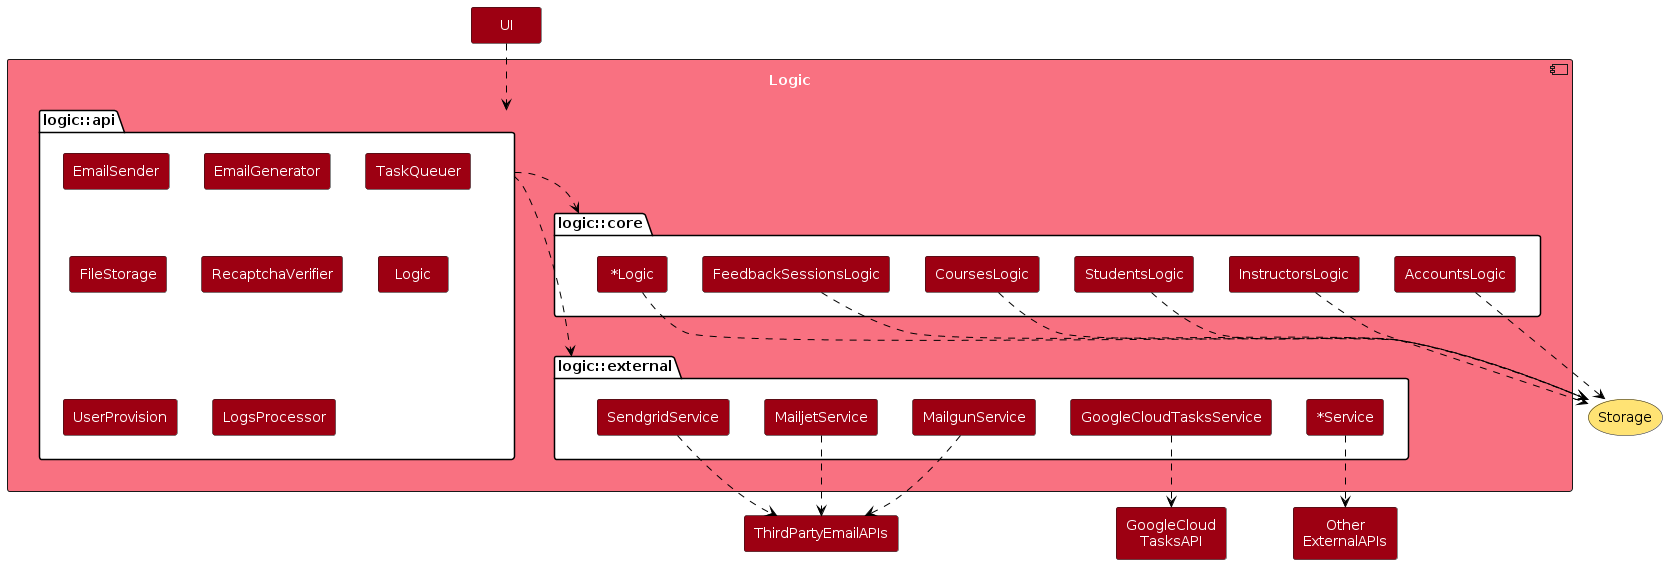 UI
Logic
logic::api
EmailSender
EmailGenerator
TaskQueuer
FileStorage
RecaptchaVerifier
Logic
UserProvision
LogsProcessor
logic::core
*Logic
FeedbackSessionsLogic
CoursesLogic
StudentsLogic
InstructorsLogic
AccountsLogic
logic::external
SendgridService
MailjetService
MailgunService
GoogleCloudTasksService
*Service
Storage
ThirdPartyEmailAPIs
GoogleCloud
TasksAPI
Other
ExternalAPIs